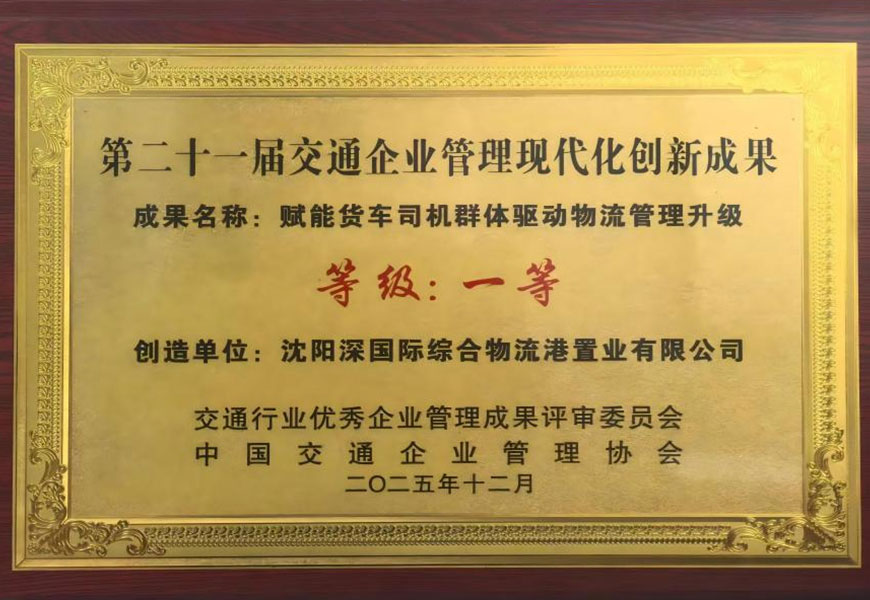 第二十一届交通企业管理现代化创新成果
成果名称：赋能货车司机群体驱动物流管理升级
等级：一等
创造单位：沈阳深国际综合物流港置业有限公司
交通行业优秀企业管理成果评审委员会
中国交通企业管理协会
二〇二五年十二月